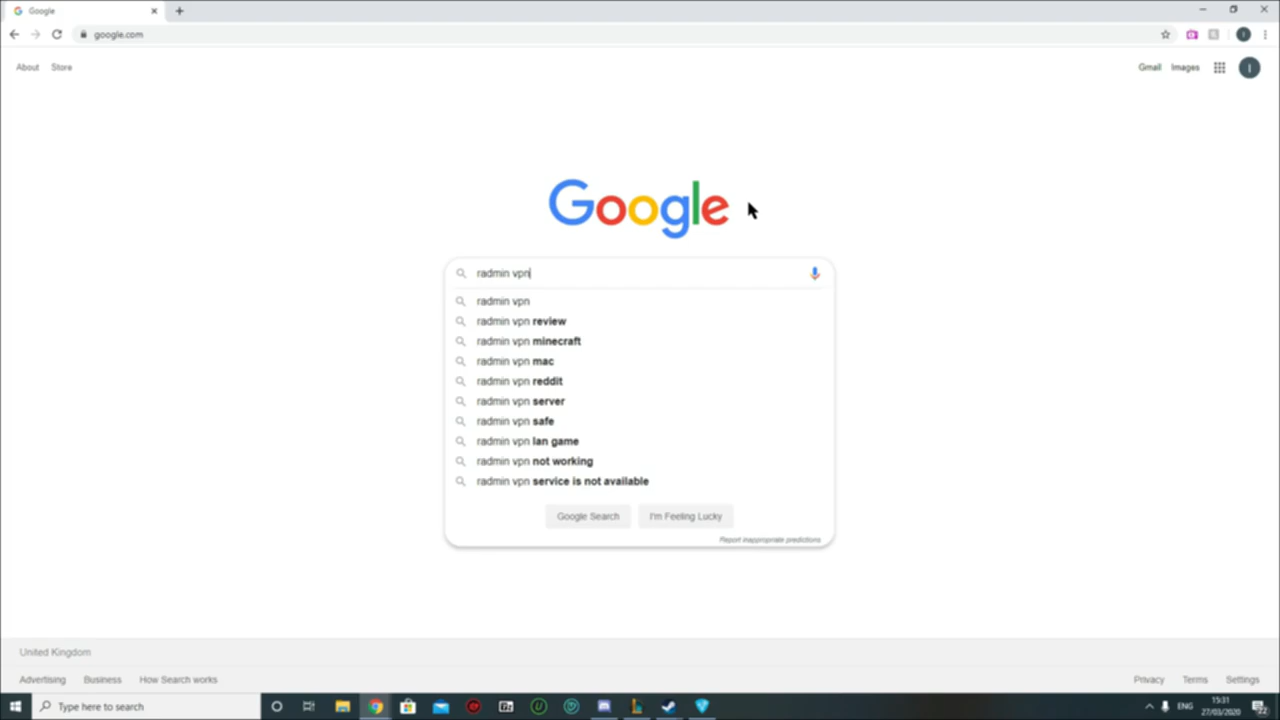 Google
google.com
About Store
Gmail Images
I
Google
radmin vpn
radmin vpn
radmin vpn review
radmin vpn minecraft
radmin vpn mac
radmin vpn reddit
radmin vpn server
radmin vpn safe
radmin vpn lan game
radmin vpn not working
radmin vpn service is not available
Google Search I'm Feeling Lucky
Report inappropriate predictions
United Kingdom
Advertising Business How Search works
Privacy Terms Settings
Type here to search
ENG
15:31
27/03/2020
22